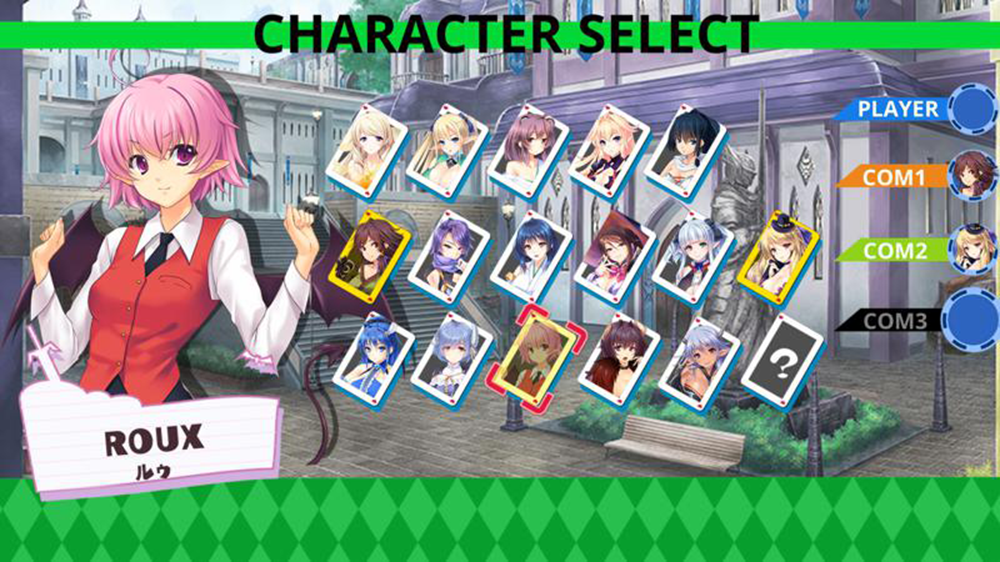 CHARACTER SELECT
PLAYER
COM1
COM2
COM3
?
ROUX
ルゥ